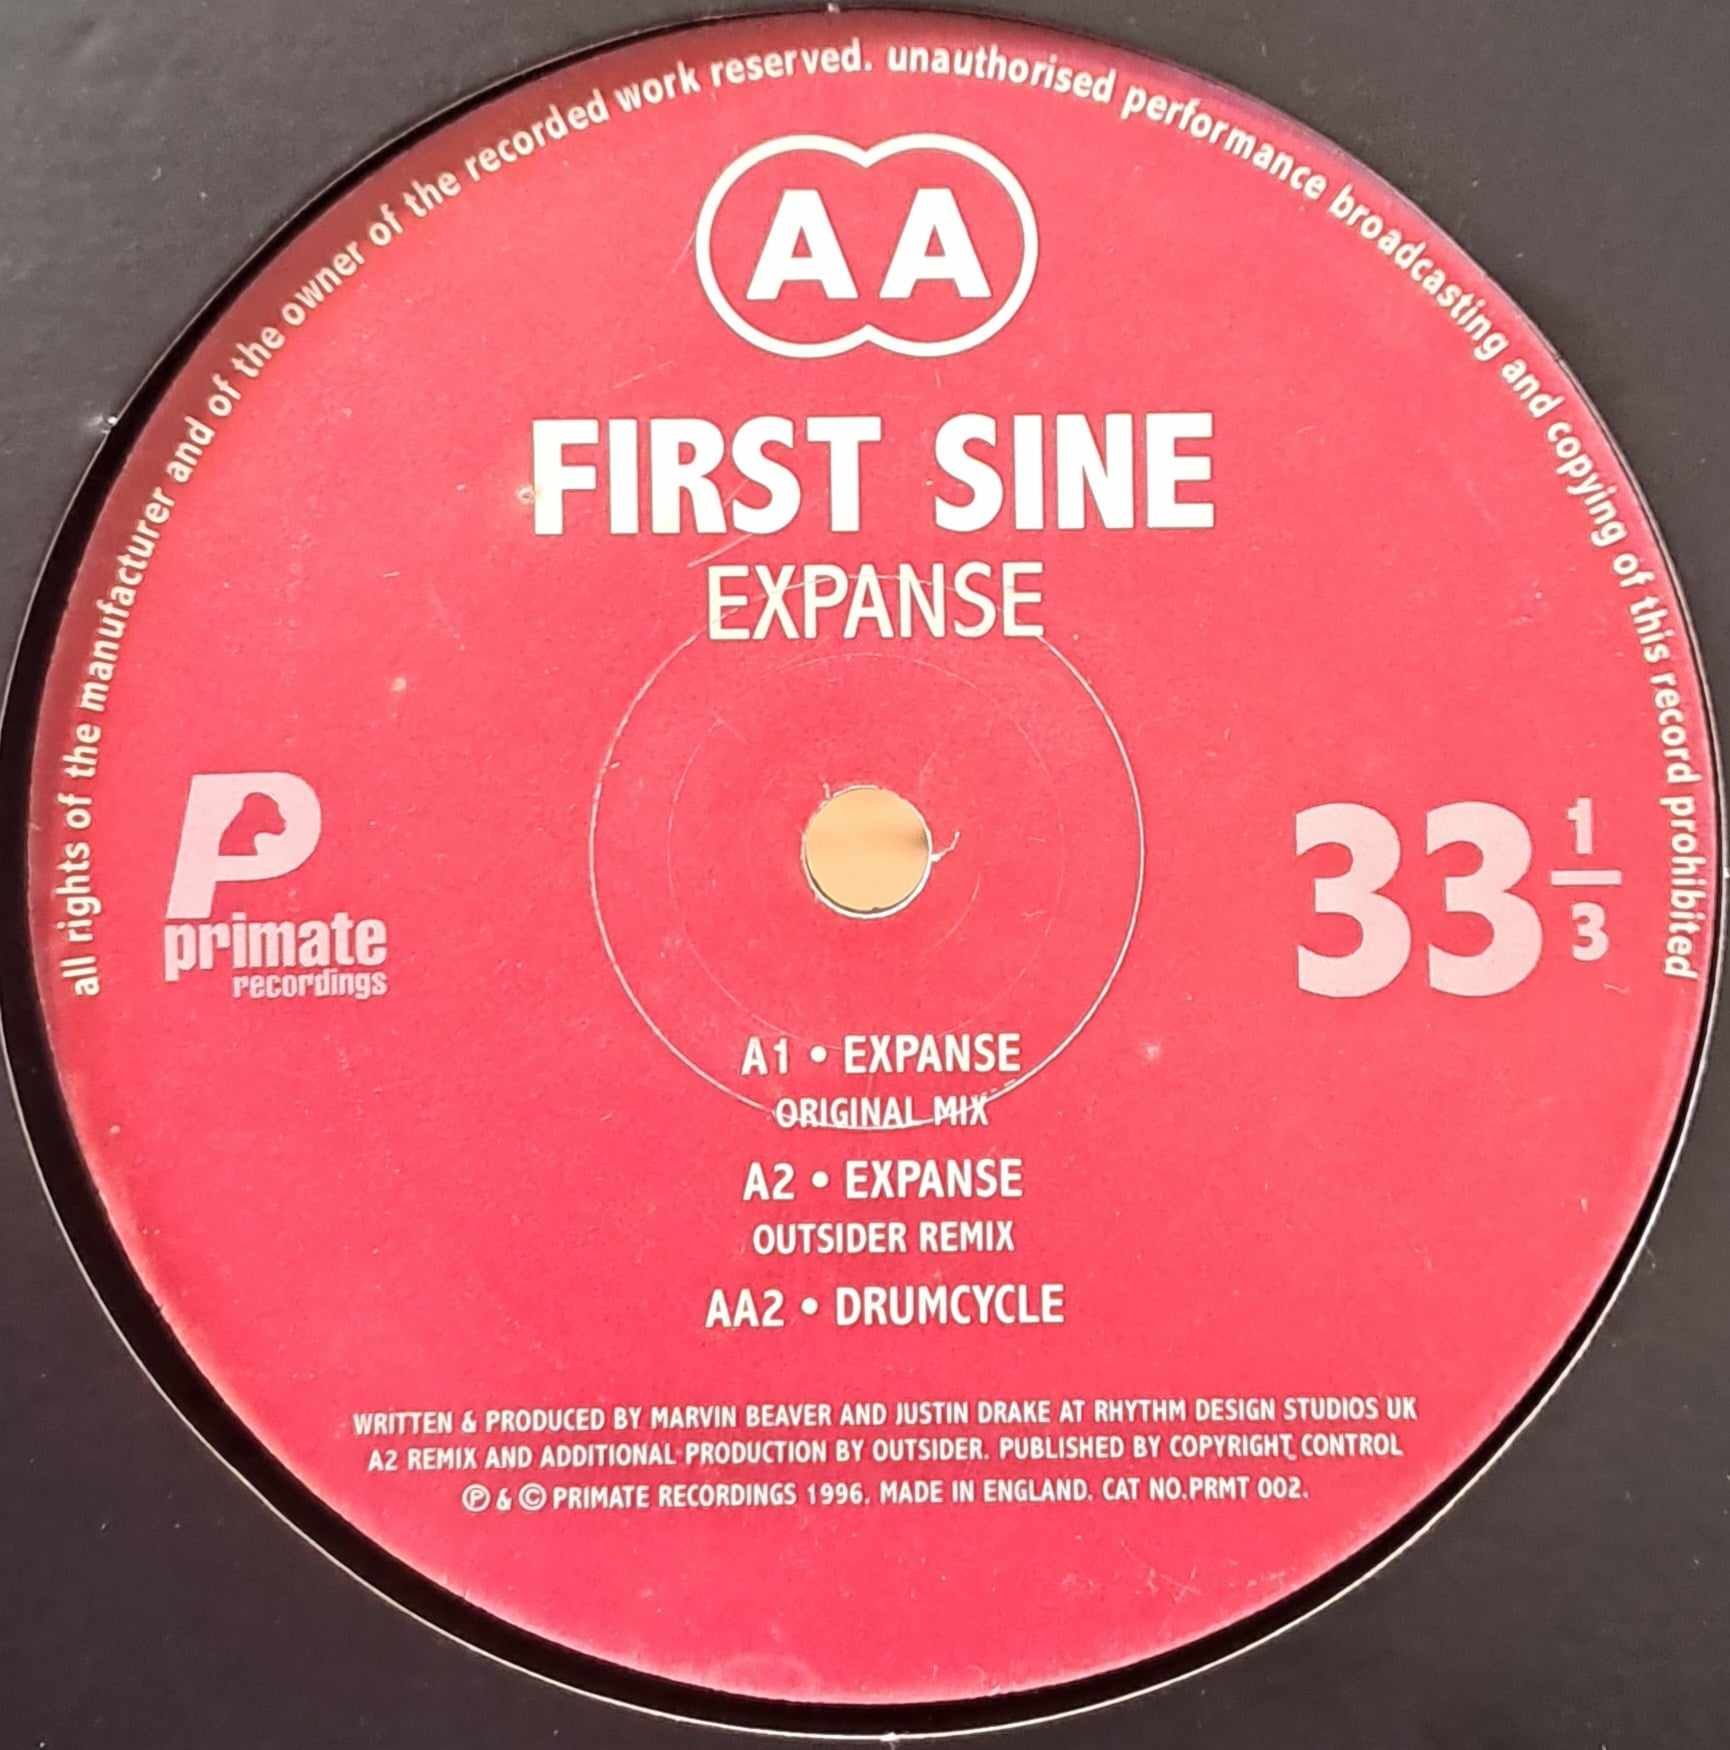 all rights of the manufacturer and of the owner of the recorded work reserved. unauthorised performance broadcasting and copying of this record prohibited
AA
FIRST SINE
EXPANSE
P
primate
recordings
33 1/3
A1 • EXPANSE
ORIGINAL MIX
A2 • EXPANSE
OUTSIDER REMIX
AA2 • DRUMCYCLE
WRITTEN & PRODUCED BY MARVIN BEAVER AND JUSTIN DRAKE AT RHYTHM DESIGN STUDIOS UK
A2 REMIX AND ADDITIONAL PRODUCTION BY OUTSIDER. PUBLISHED BY COPYRIGHT CONTROL
℗ & © PRIMATE RECORDINGS 1996. MADE IN ENGLAND. CAT NO.PRMT 002.